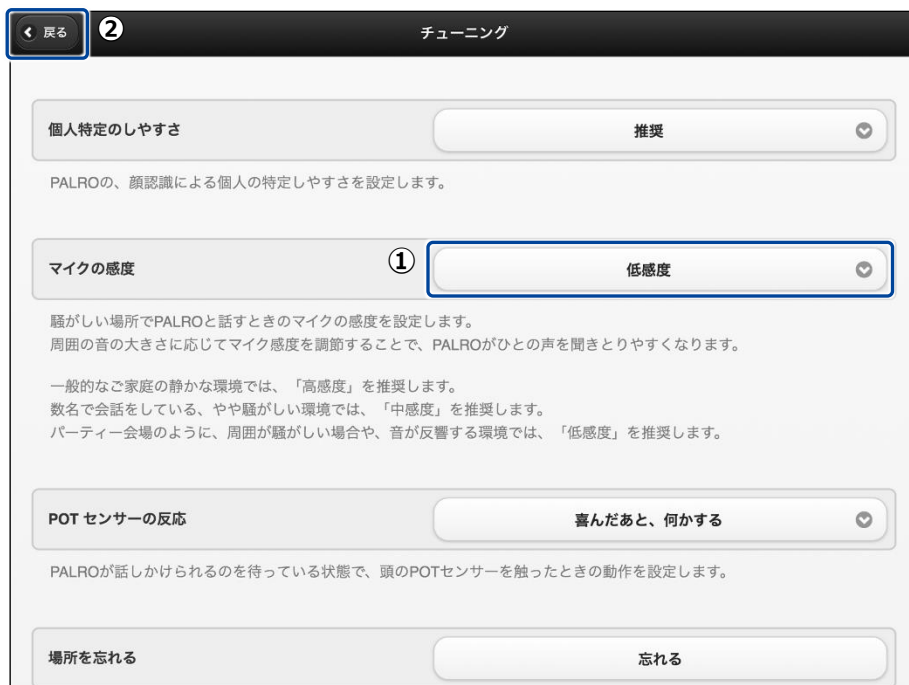 戻る
②
チューニング
個人特定のしやすさ
推奨
PALROの、顔認識による個人の特定しやすさを設定します。
マイクの感度
①
低感度
騒がしい場所でPALROと話すときのマイクの感度を設定します。
周囲の音の大きさに応じてマイク感度を調節することで、PALROがひとの声を聞きとりやすくなります。
一般的なご家庭の静かな環境では、「高感度」を推奨します。
数名で会話をしている、やや騒がしい環境では、「中感度」を推奨します。
パーティー会場のように、周囲が騒がしい場合や、音が反響する環境では、「低感度」を推奨します。
POT センサーの反応
喜んだあと、何かする
PALROが話しかけられるのを待っている状態で、頭のPOTセンサーを触ったときの動作を設定します。
場所を忘れる
忘れる